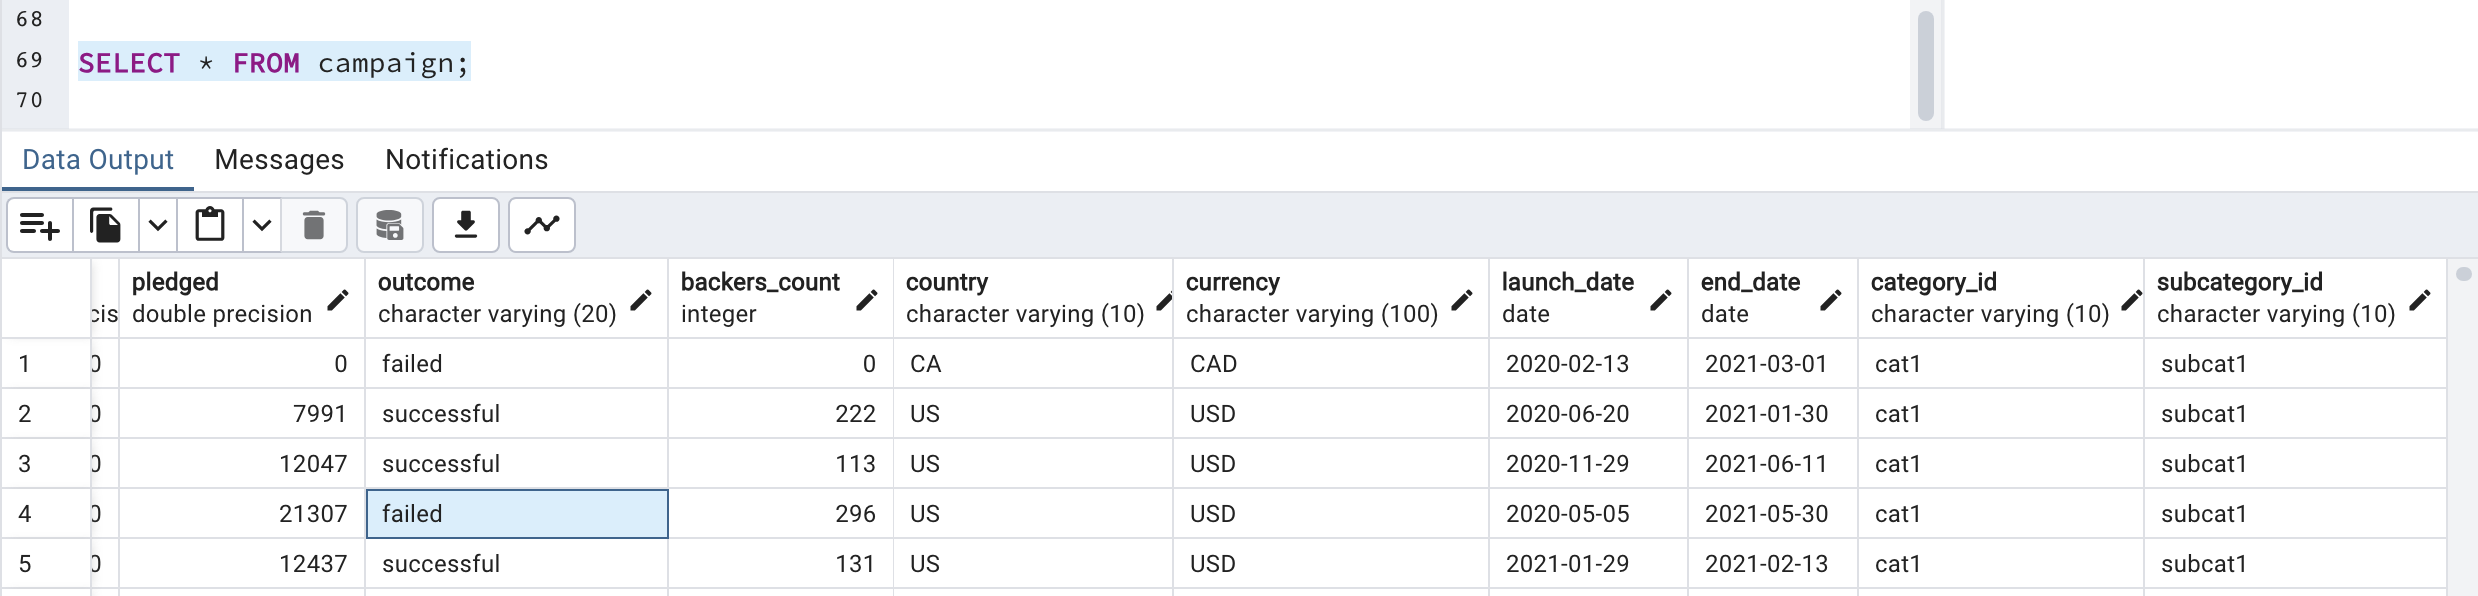 68
69 SELECT * FROM campaign;
70
Data Output Messages Notifications
pledged outcome backers_count country currency launch_date end_date category_id subcategory_id
cis double precision character varying (20) integer character varying (10) character varying (100) date date character varying (10) character varying (10)
1 0 0 failed 0 CA CAD 2020-02-13 2021-03-01 cat1 subcat1
2 0 7991 successful 222 US USD 2020-06-20 2021-01-30 cat1 subcat1
3 0 12047 successful 113 US USD 2020-11-29 2021-06-11 cat1 subcat1
4 0 21307 failed 296 US USD 2020-05-05 2021-05-30 cat1 subcat1
5 0 12437 successful 131 US USD 2021-01-29 2021-02-13 cat1 subcat1